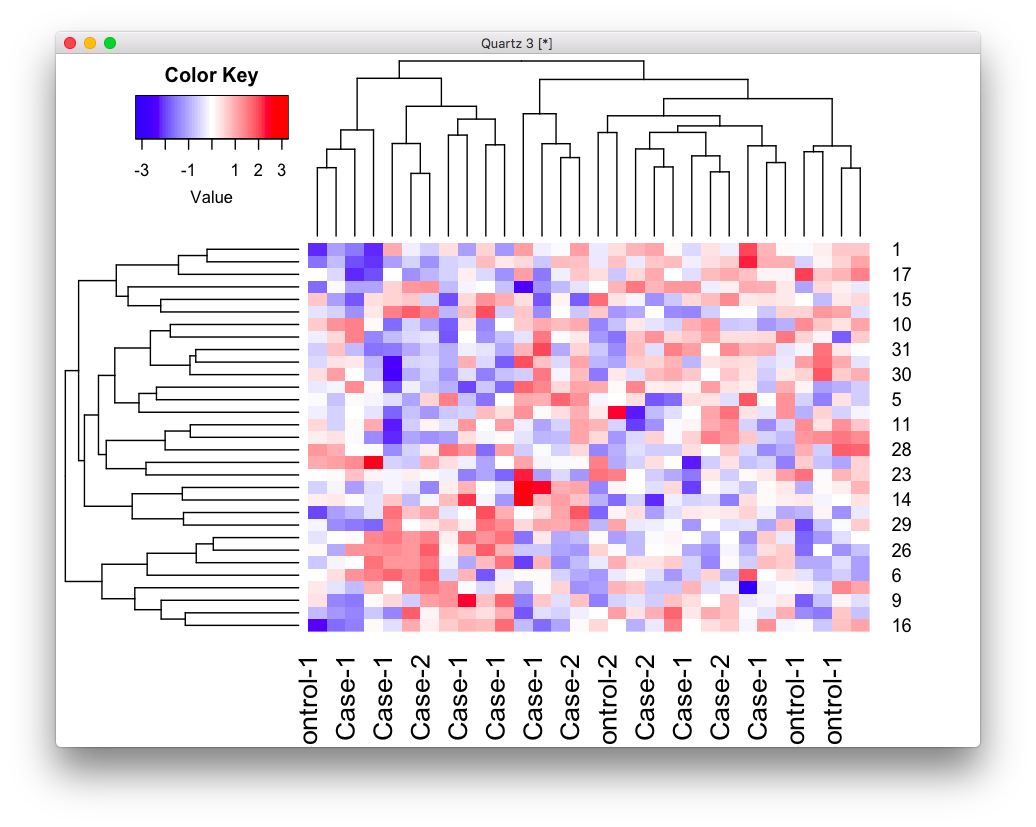 Quartz 3 [*]
Color Key
-3 -1 1 2 3
Value
1
17
15
10
31
30
5
11
28
23
14
29
26
6
9
16
ontrol-1
Case-1
Case-1
Case-2
Case-1
Case-1
Case-1
Case-2
ontrol-2
Case-2
Case-1
Case-2
Case-1
ontrol-1
ontrol-1